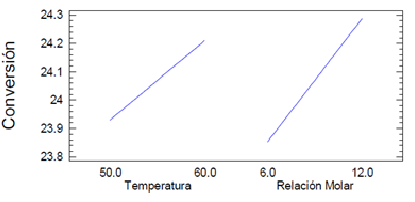 Conversión
24.3
24.2
24.1
24
23.9
23.8
50.0 60.0 6.0 12.0
Temperatura Relación Molar